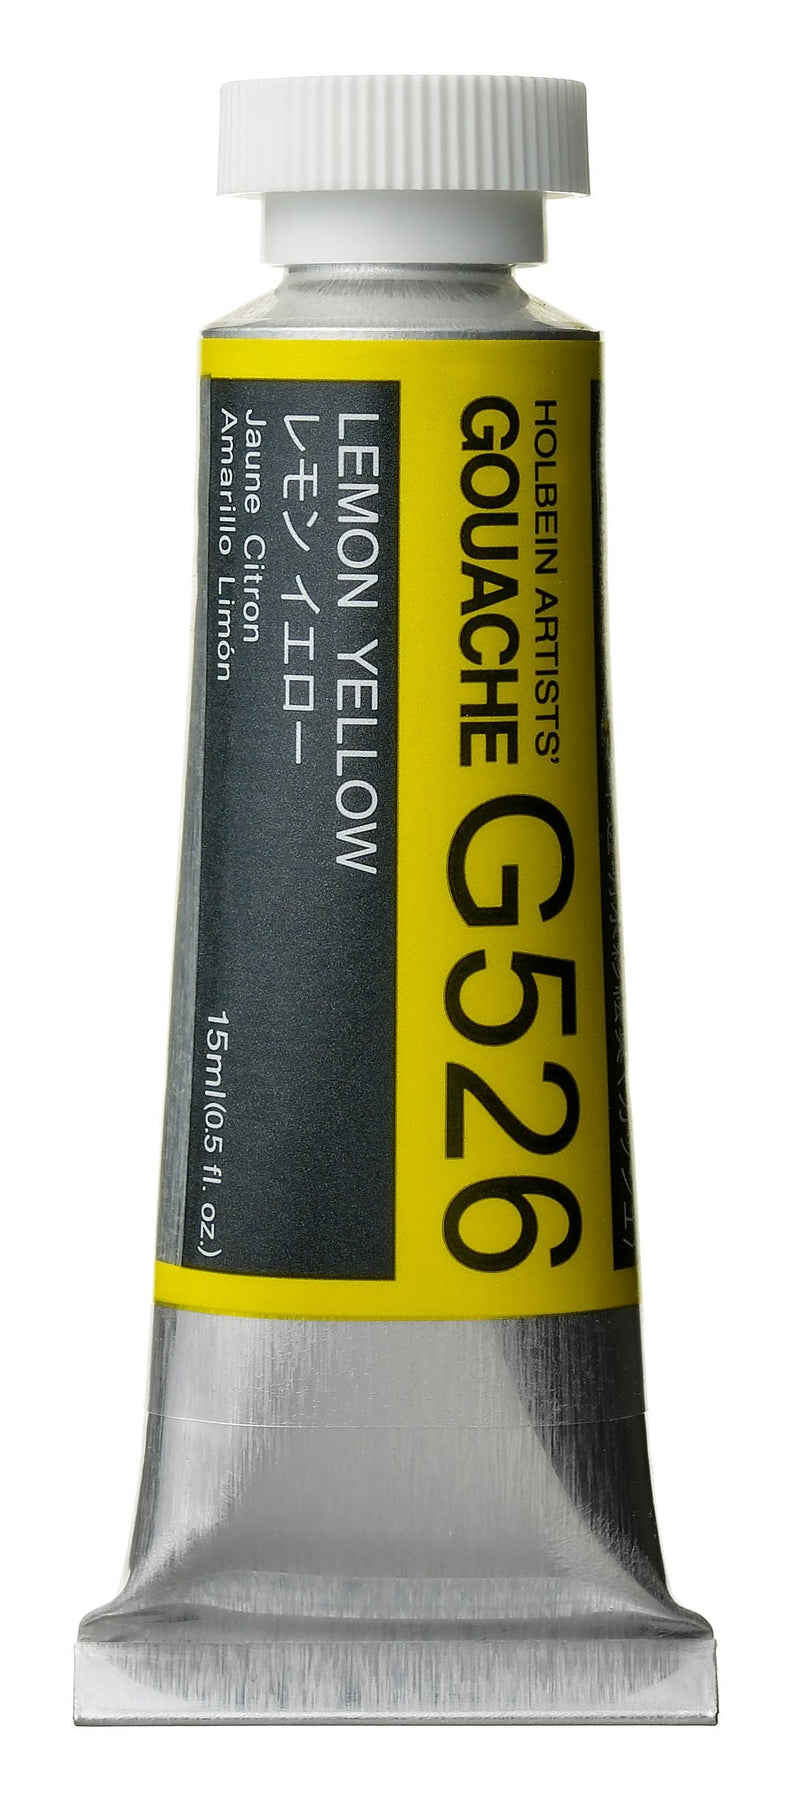 HOLBEIN ARTISTS'
GOUACHE G526
LEMON YELLOW
レモン イエロー
Jaune Citron
Amarillo Limón
15ml (0.5 fl. oz.)